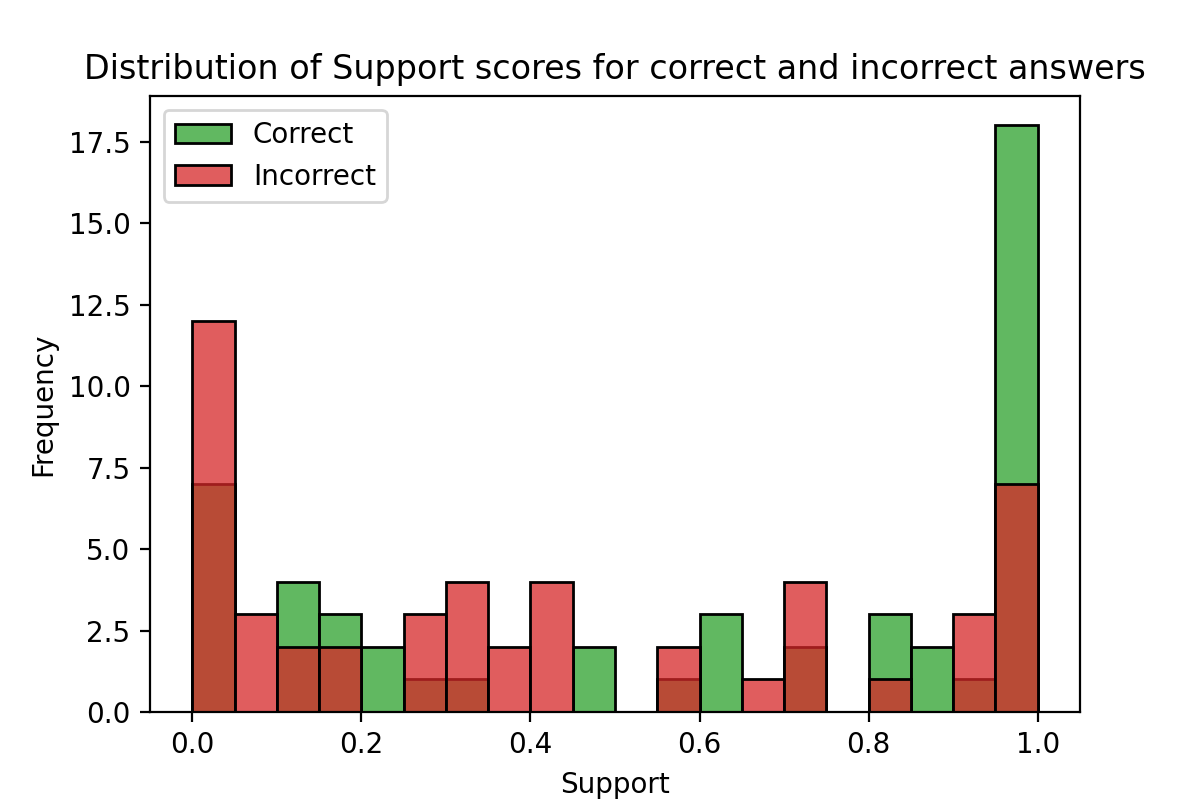 Distribution of Support scores for correct and incorrect answers
Correct
Incorrect
17.5
15.0
12.5
10.0
7.5
5.0
2.5
0.0
Frequency
0.0 0.2 0.4 0.6 0.8 1.0
Support